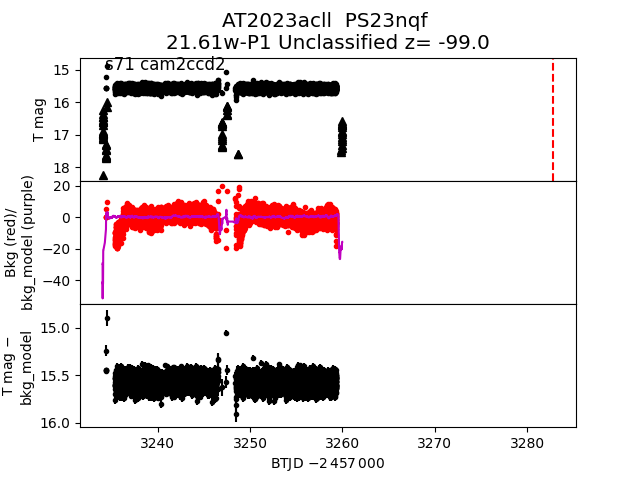 AT2023acll  PS23nqf
21.61w-P1 Unclassified z= -99.0
s71 cam2ccd2
T mag
15
16
17
18
Bkg (red)/
bkg_model (purple)
20
0
−20
−40
T mag −
bkg_model
15.0
15.5
16.0
3240
3250
3260
3270
3280
BTJD −2 457 000